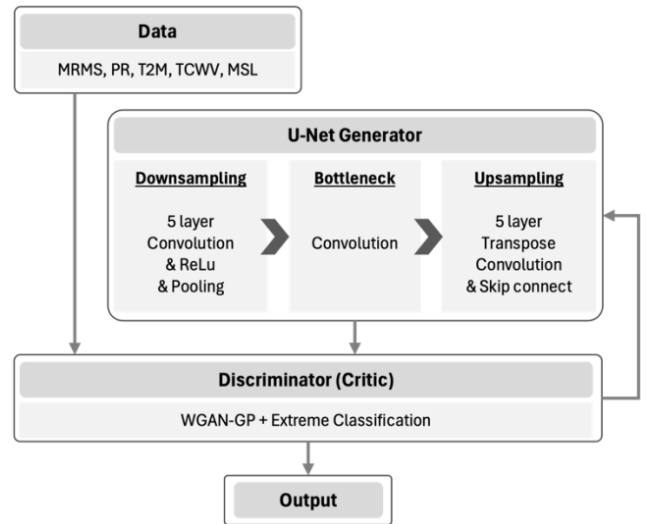 Data
MRMS, PR, T2M, TCWV, MSL
U-Net Generator
Downsampling
5 layer
Convolution
& ReLu
& Pooling
Bottleneck
Convolution
Upsampling
5 layer
Transpose
Convolution
& Skip connect
Discriminator (Critic)
WGAN-GP + Extreme Classification
Output